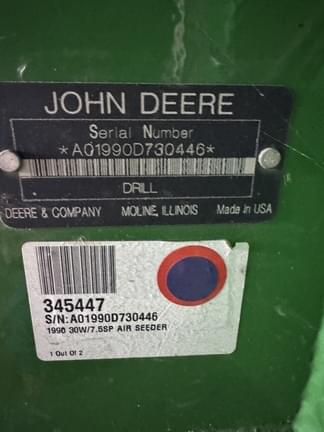 JOHN DEERE
Serial Number
*A01990D730446*
DRILL
DEERE & COMPANY MOLINE, ILLINOIS Made In USA
345447
S/N: A01990D730446
1990 30W/7.5SP AIR SEEDER
1 Out Of 2